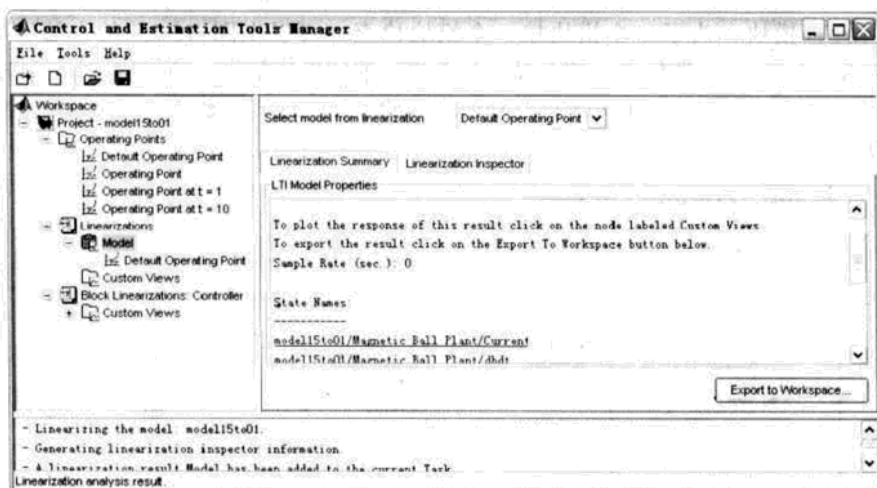 Control and Estimation Tools Manager
File Tools Help
Workspace
Project - model15to01
Operating Points
Default Operating Point
Operating Point
Operating Point at t = 1
Operating Point at t = 10
Linearizations
Model
Default Operating Point
Custom Views
Block Linearizations: Controller
Custom Views
Select model from linearization Default Operating Point
Linearization Summary Linearization Inspector
LTI Model Properties
To plot the response of this result click on the node labeled Custom Views.
To export the result click on the Export To Workspace button below.
Sample Rate (sec.): 0
State Names
-----------
model15to01/Magnetic Ball Plant/Current
model15to01/Magnetic Ball Plant/dhdt
Export to Workspace...
- Linearizing the model: model15to01.
- Generating linearization inspector information
- A linearization result Model has been added to the current Task
Linearization analysis result.